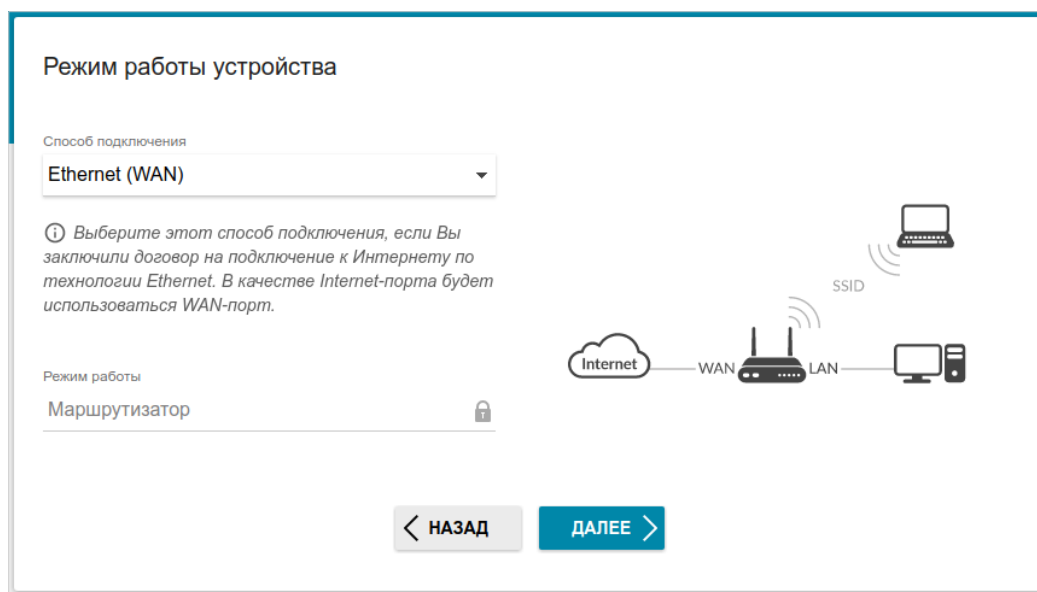 Режим работы устройства
Способ подключения
Ethernet (WAN)
Выберите этот способ подключения, если Вы
заключили договор на подключение к Интернету по
технологии Ethernet. В качестве Internet-порта будет
использоваться WAN-порт.
SSID
Internet
WAN
LAN
Режим работы
Маршрутизатор
НАЗАД
ДАЛЕЕ